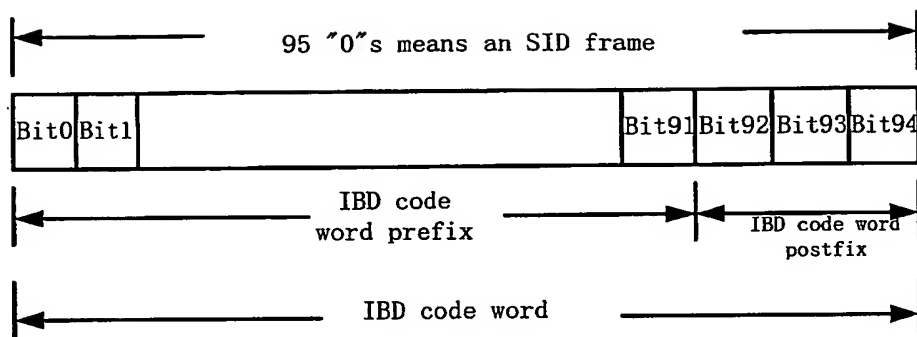 95 "0"s means an SID frame
Bit0 Bit1 Bit91 Bit92 Bit93 Bit94
IBD code
word prefix
IBD code word
postfix
IBD code word